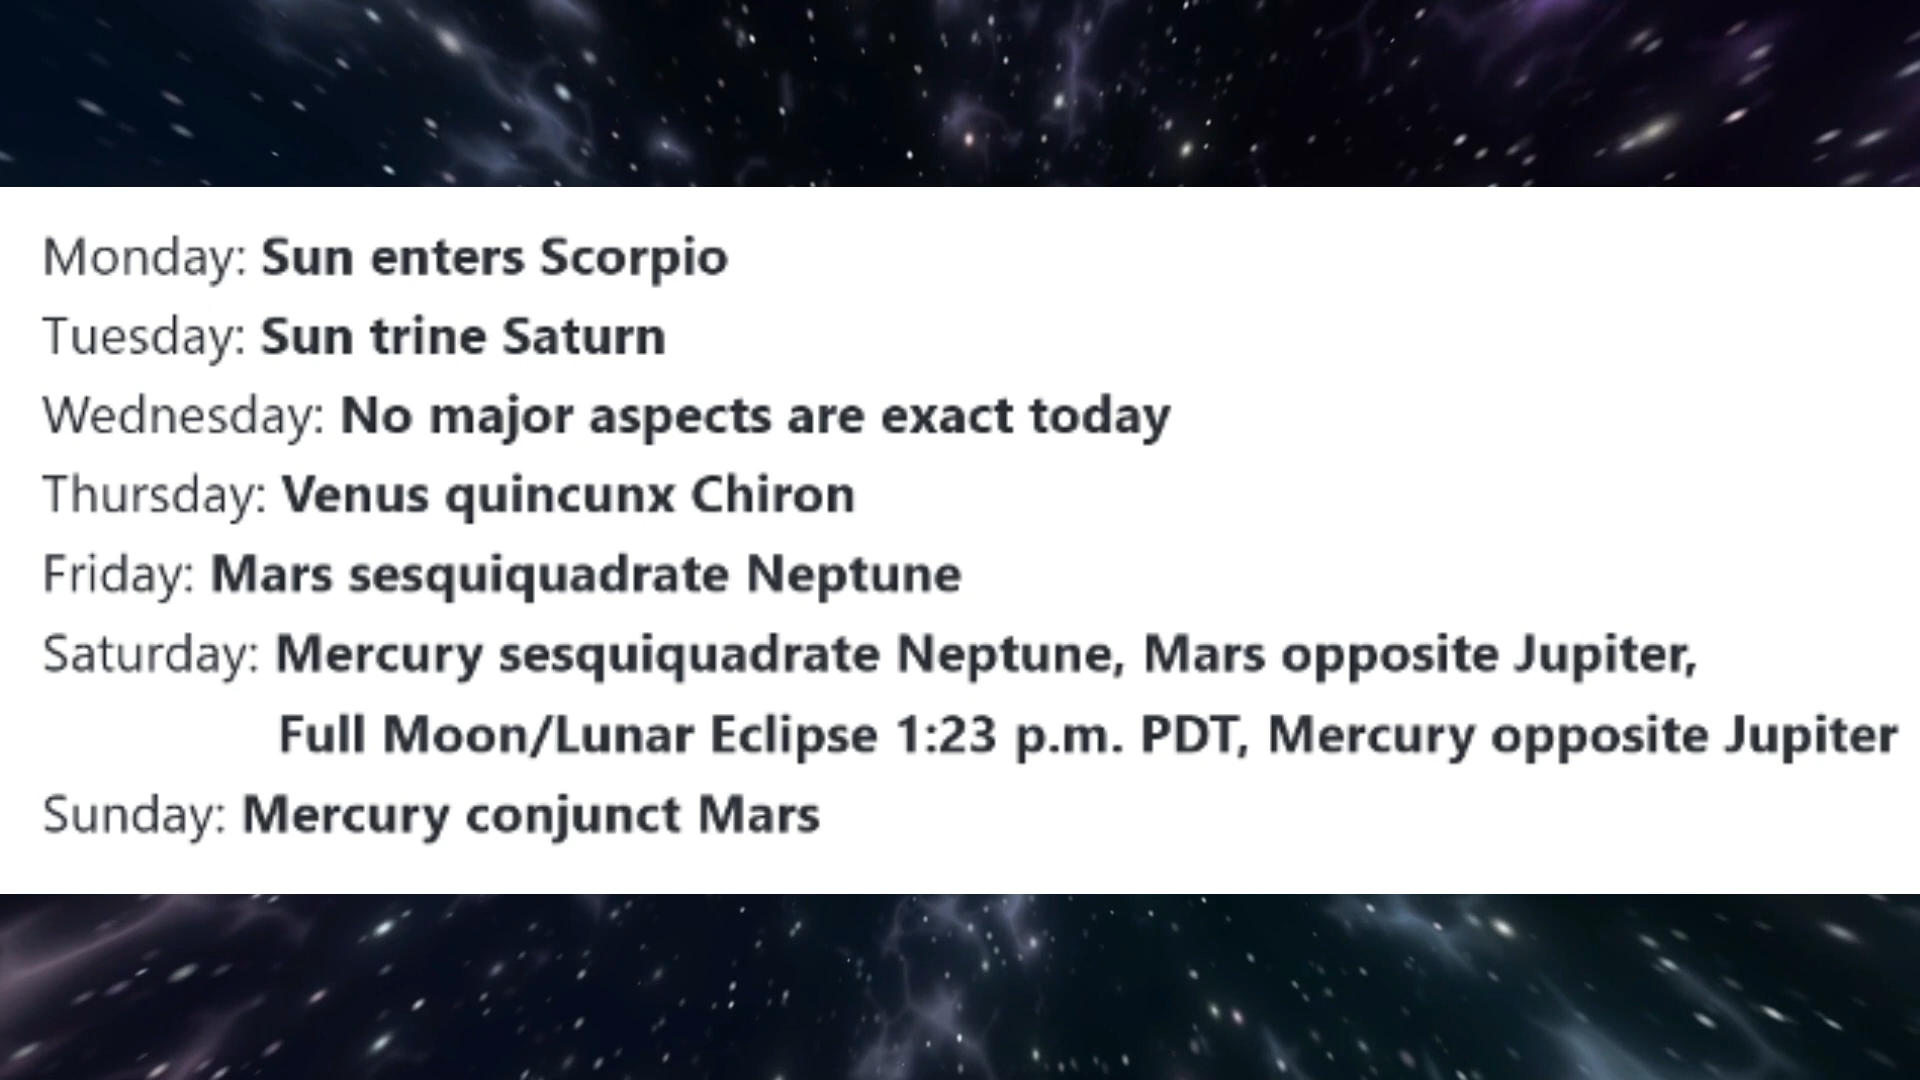 Monday: Sun enters Scorpio
Tuesday: Sun trine Saturn
Wednesday: No major aspects are exact today
Thursday: Venus quincunx Chiron
Friday: Mars sesquiquadrate Neptune
Saturday: Mercury sesquiquadrate Neptune, Mars opposite Jupiter,
Full Moon/Lunar Eclipse 1:23 p.m. PDT, Mercury opposite Jupiter
Sunday: Mercury conjunct Mars